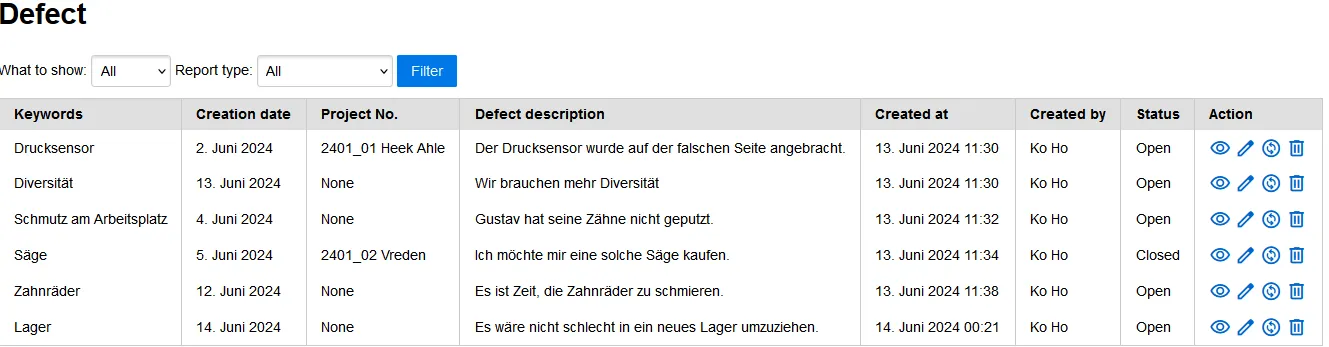 Defect
What to show: All Report type: All Filter
Keywords Creation date Project No. Defect description Created at Created by Status Action
Drucksensor 2. Juni 2024 2401_01 Heek Ahle Der Drucksensor wurde auf der falschen Seite angebracht. 13. Juni 2024 11:30 Ko Ho Open
Diversität 13. Juni 2024 None Wir brauchen mehr Diversität 13. Juni 2024 11:30 Ko Ho Open
Schmutz am Arbeitsplatz 4. Juni 2024 None Gustav hat seine Zähne nicht geputzt. 13. Juni 2024 11:32 Ko Ho Open
Säge 5. Juni 2024 2401_02 Vreden Ich möchte mir eine solche Säge kaufen. 13. Juni 2024 11:34 Ko Ho Closed
Zahnräder 12. Juni 2024 None Es ist Zeit, die Zahnräder zu schmieren. 13. Juni 2024 11:38 Ko Ho Open
Lager 14. Juni 2024 None Es wäre nicht schlecht in ein neues Lager umzuziehen. 14. Juni 2024 00:21 Ko Ho Open